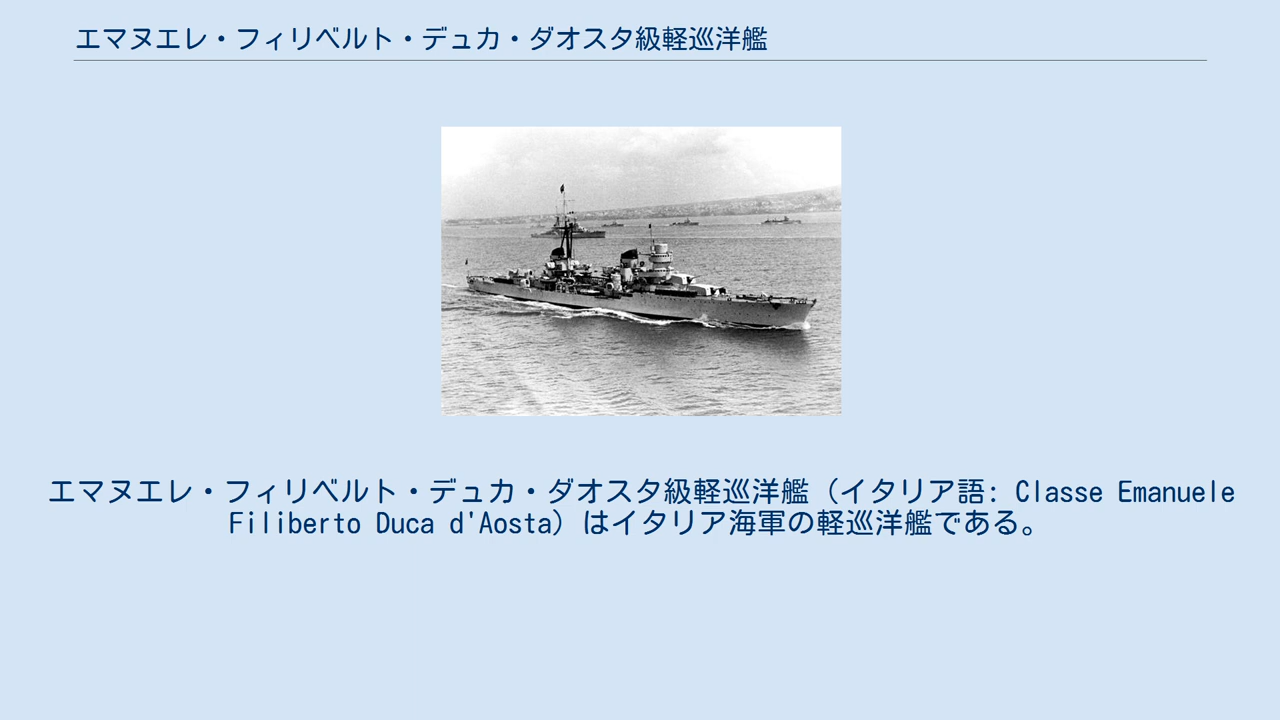 エマヌエレ・フィリベルト・デュカ・ダオスタ級軽巡洋艦
エマヌエレ・フィリベルト・デュカ・ダオスタ級軽巡洋艦（イタリア語: Classe Emanuele
Filiberto Duca d'Aosta）はイタリア海軍の軽巡洋艦である。